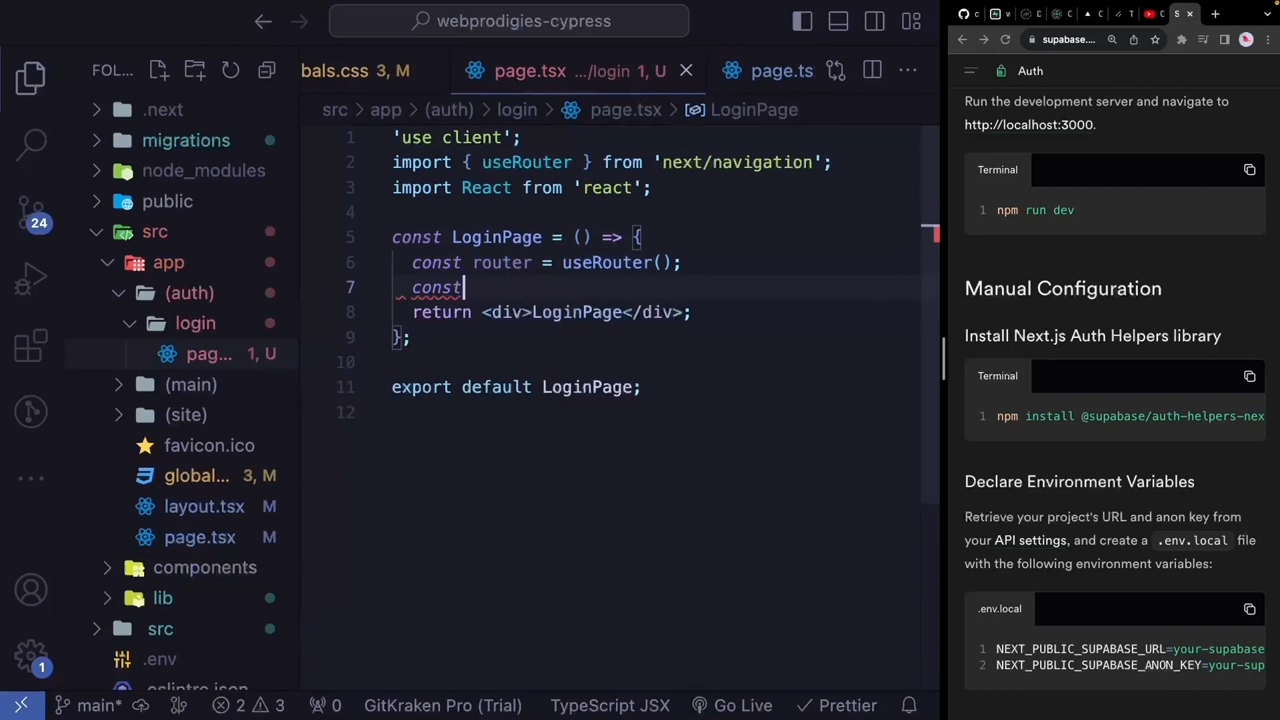 webprodigies-cypress
FOL...
bals.css 3, M
page.tsx .../login 1, U
page.ts
src
app
(auth)
login
page.tsx
LoginPage
.next
migrations
node_modules
public
src
app
(auth)
login
pag... 1, U
(main)
(site)
favicon.ico
global... 3, M
layout.tsx M
page.tsx M
components
lib
src
.env
.esliptrc.json
24
1
1 'use client';
2 import { useRouter } from 'next/navigation';
3 import React from 'react';
4
5 const LoginPage = () => {
6 const router = useRouter();
7 const
8 return <div>LoginPage</div>;
9 };
10
11 export default LoginPage;
12
main*
2
3
0
GitKraken Pro (Trial)
TypeScript JSX
Go Live
Prettier
supabase....
Auth
Run the development server and navigate to
http://localhost:3000.
Terminal
1 npm run dev
Manual Configuration
Install Next.js Auth Helpers library
Terminal
1 npm install @supabase/auth-helpers-nex
Declare Environment Variables
Retrieve your project's URL and anon key from
your API settings, and create a .env.local file
with the following environment variables:
.env.local
1 NEXT_PUBLIC_SUPABASE_URL=your-supabase
2 NEXT_PUBLIC_SUPABASE_ANON_KEY=your-sup